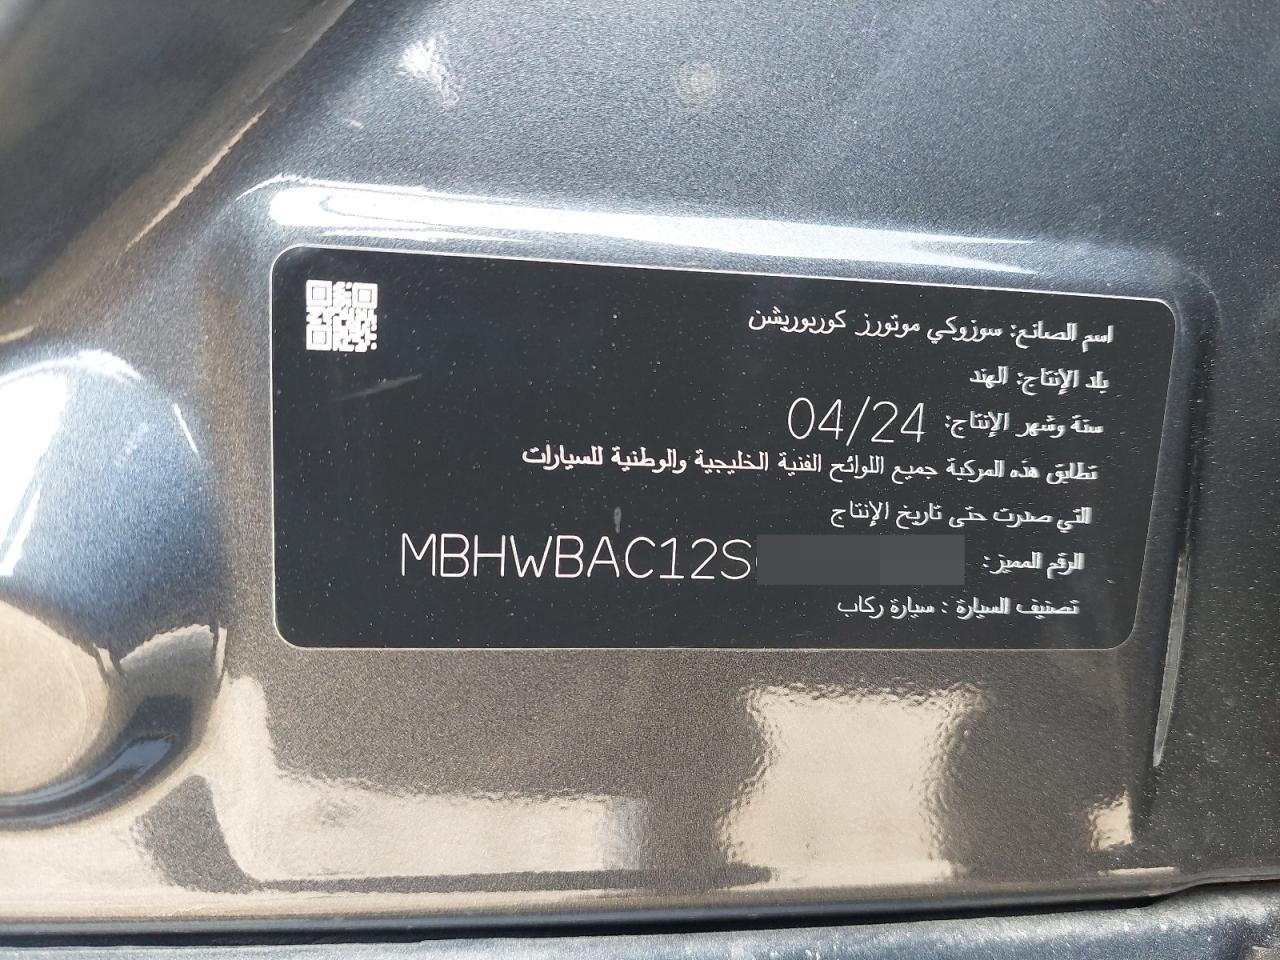 اسم الصانع: سوزوكي موتورز كوربوريشن
بلد الإنتاج: الهند
سنة وشهر الإنتاج: 04/24
تطابق هذه المركبة جميع اللوائح الفنية الخليجية والوطنية للسيارات
التي صدرت حتى تاريخ الإنتاج
الرقم المميز: MBHWBAC12S
تصنيف السيارة : سيارة ركاب